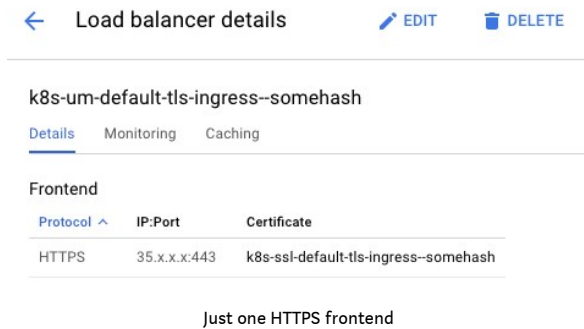 Load balancer details EDIT DELETE
k8s-um-default-tls-ingress--somehash
Details Monitoring Caching
Frontend
Protocol IP:Port Certificate
HTTPS 35.x.x.x:443 k8s-ssl-default-tls-ingress--somehash
Just one HTTPS frontend